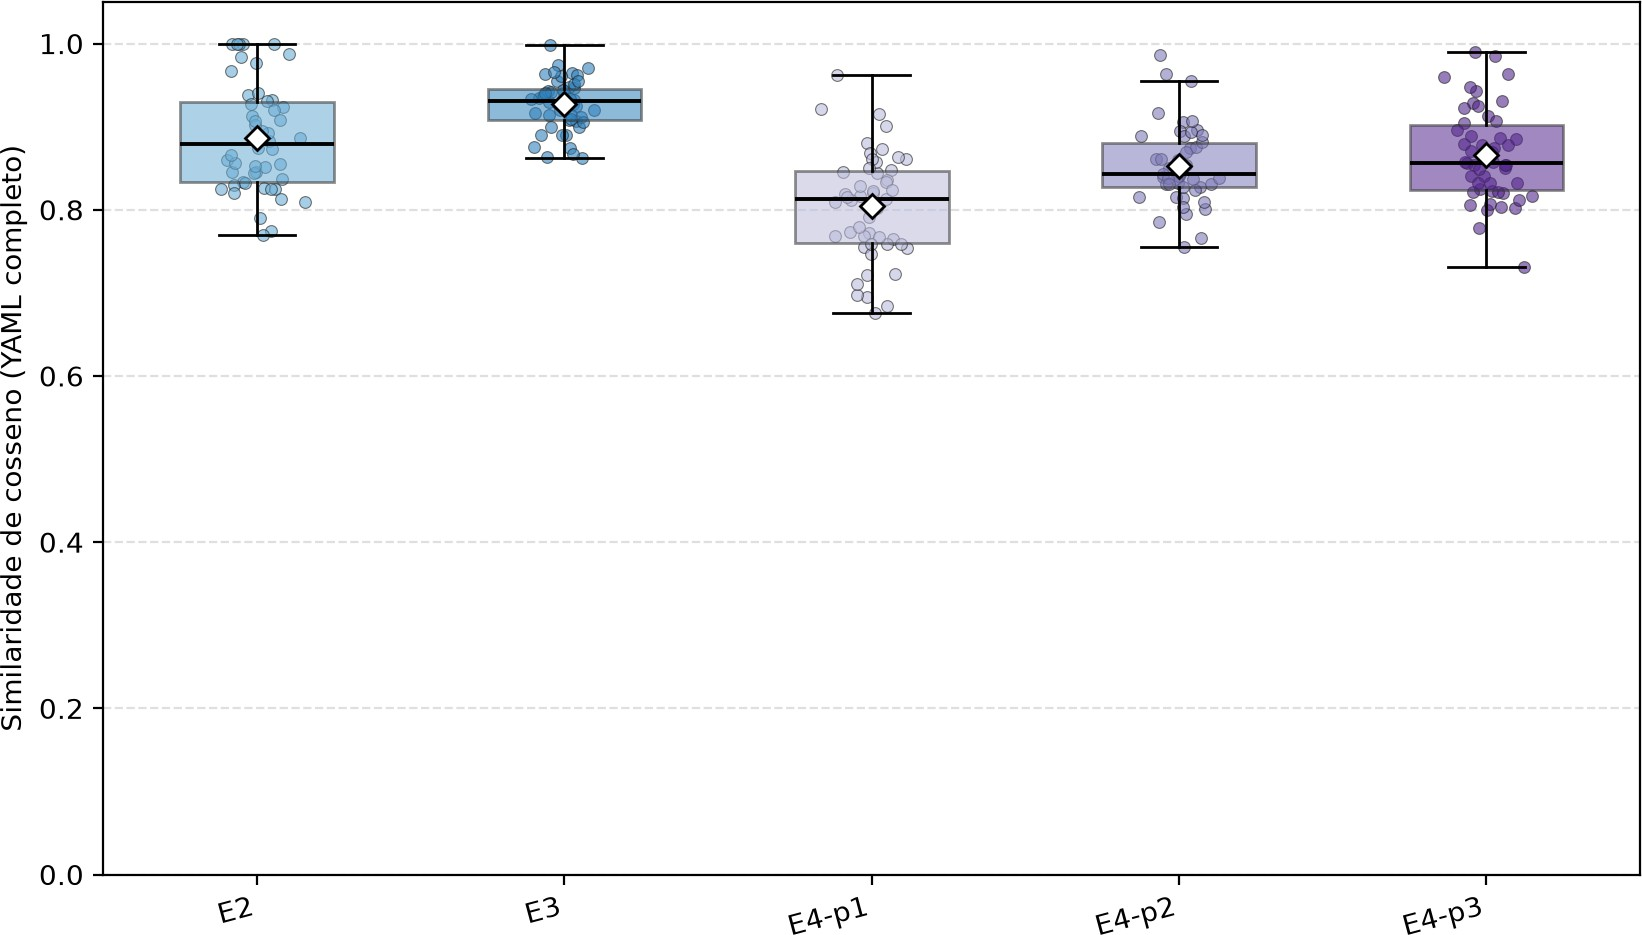 Similaridade de cosseno (YAML completo)
1.0
0.8
0.6
0.4
0.2
0.0
E2
E3
E4-p1
E4-p2
E4-p3